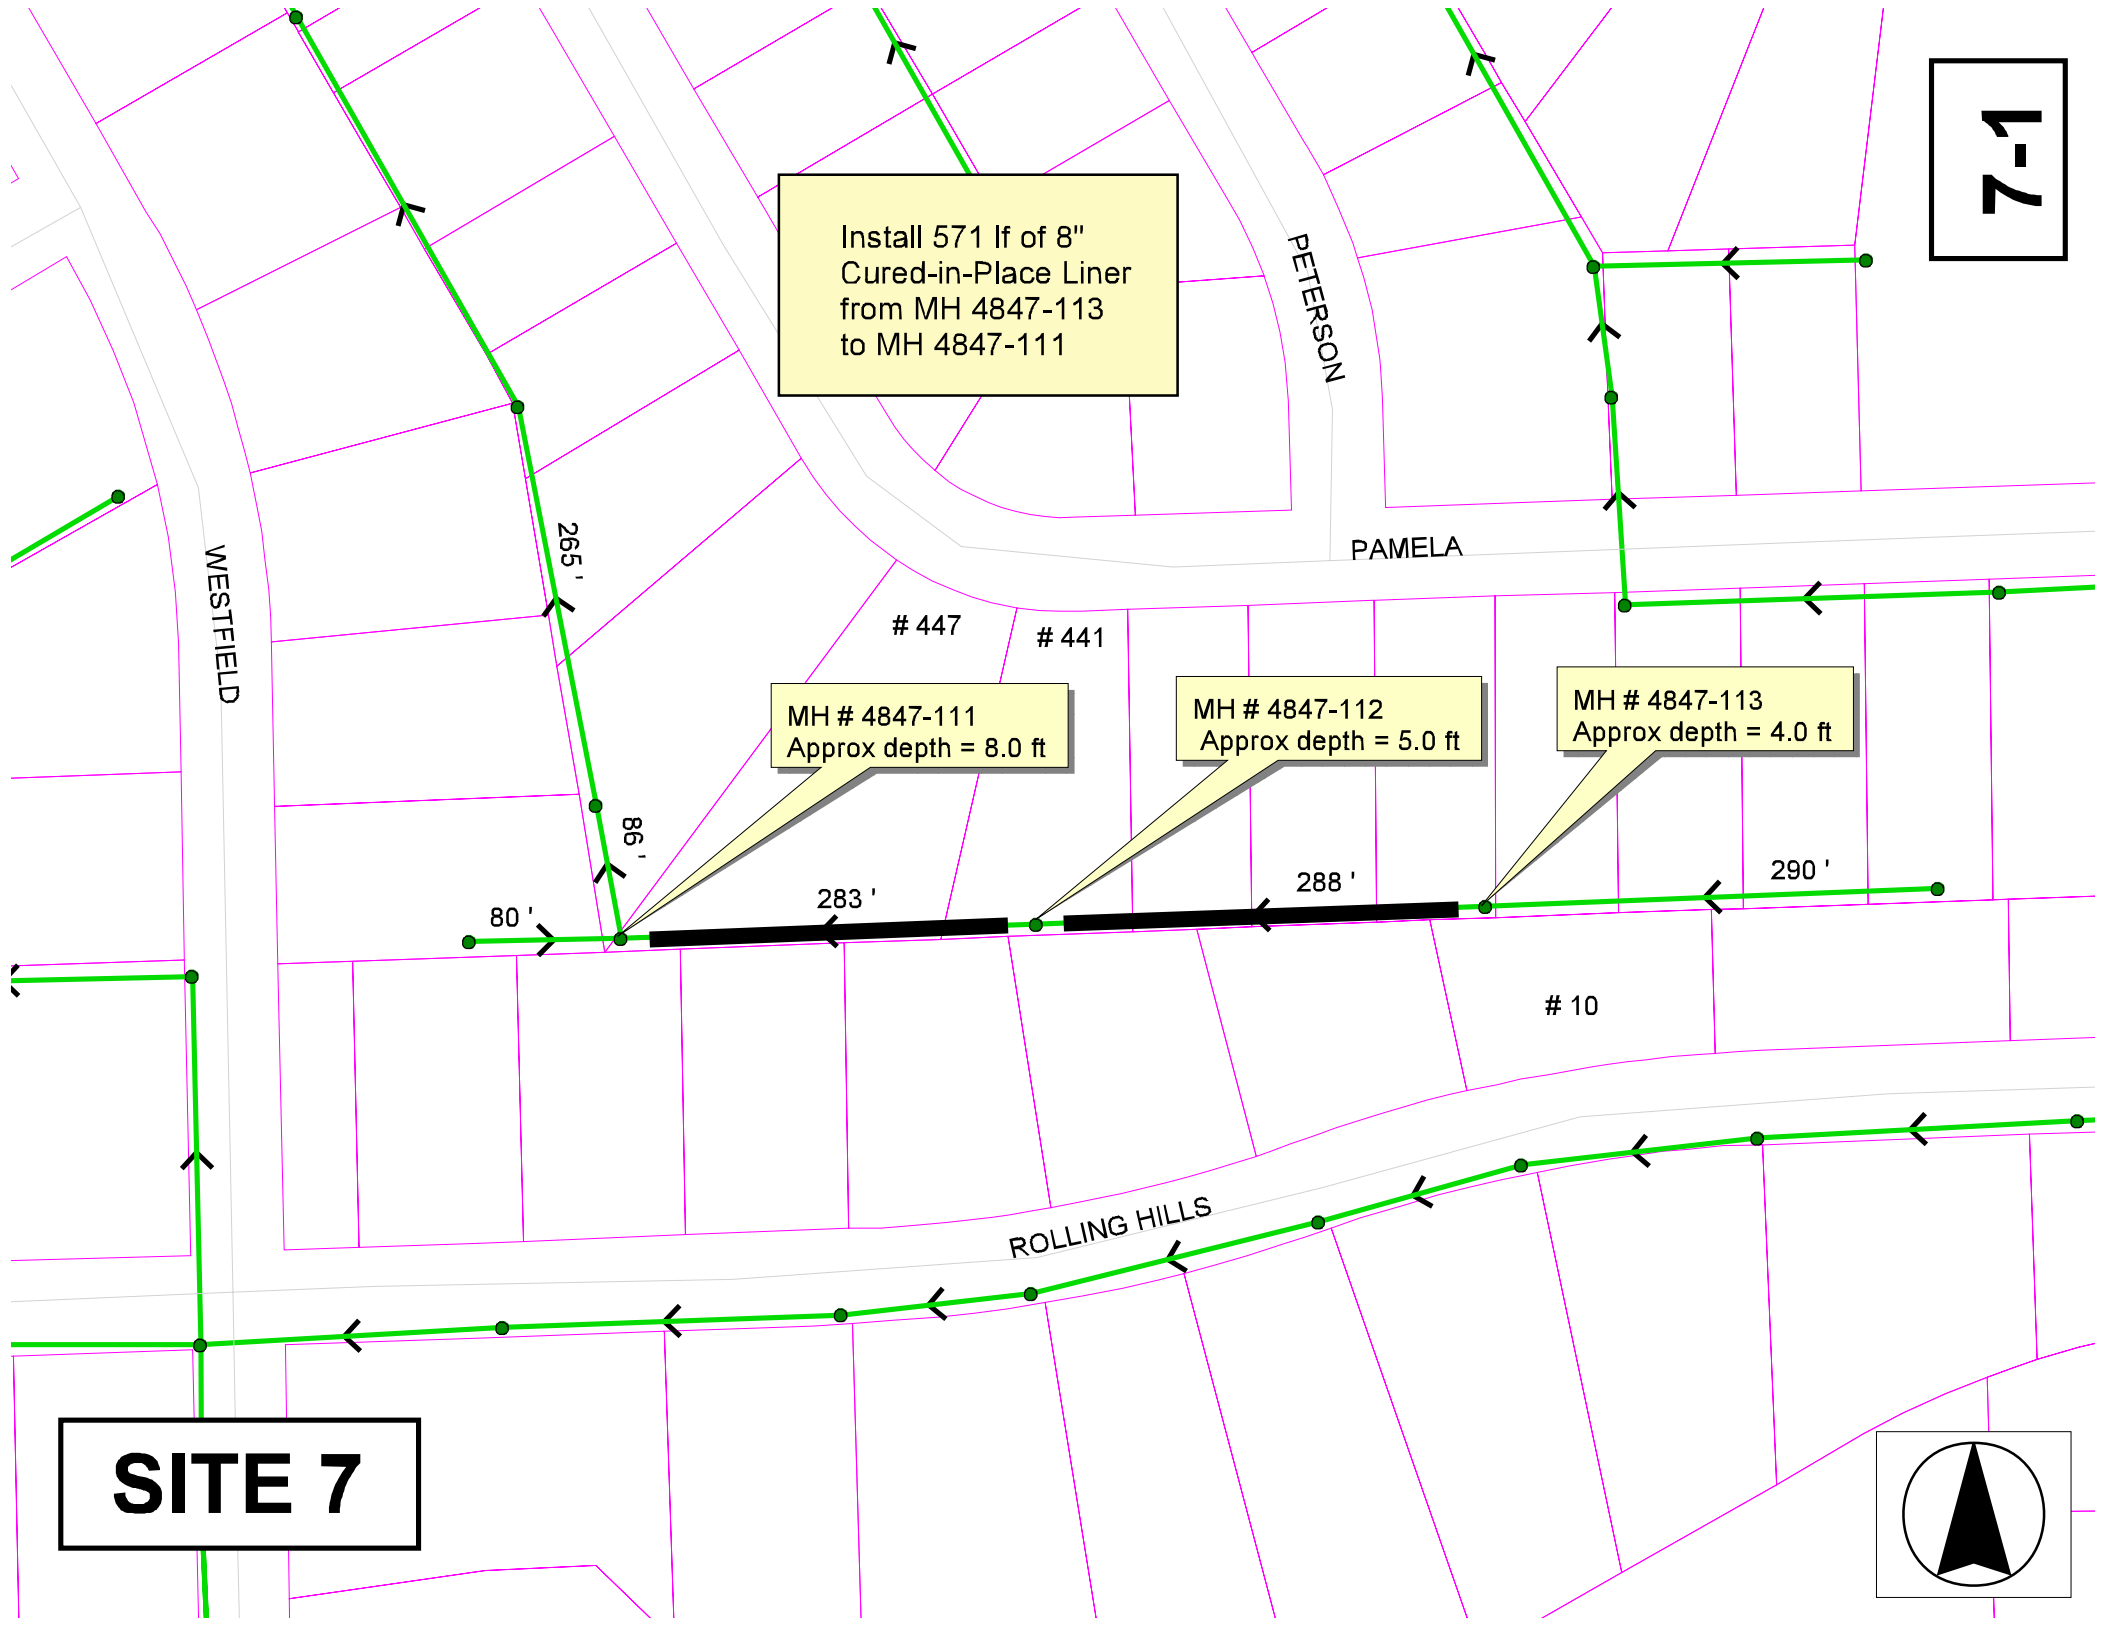 7-1
Install 571 lf of 8"
Cured-in-Place Liner
from MH 4847-113
to MH 4847-111
PETERSON
PAMELA
265 '
WESTFIELD
# 447
# 441
MH # 4847-111
Approx depth = 8.0 ft
MH # 4847-112
Approx depth = 5.0 ft
MH # 4847-113
Approx depth = 4.0 ft
86 '
80 '
283 '
288 '
290 '
# 10
ROLLING HILLS
SITE 7